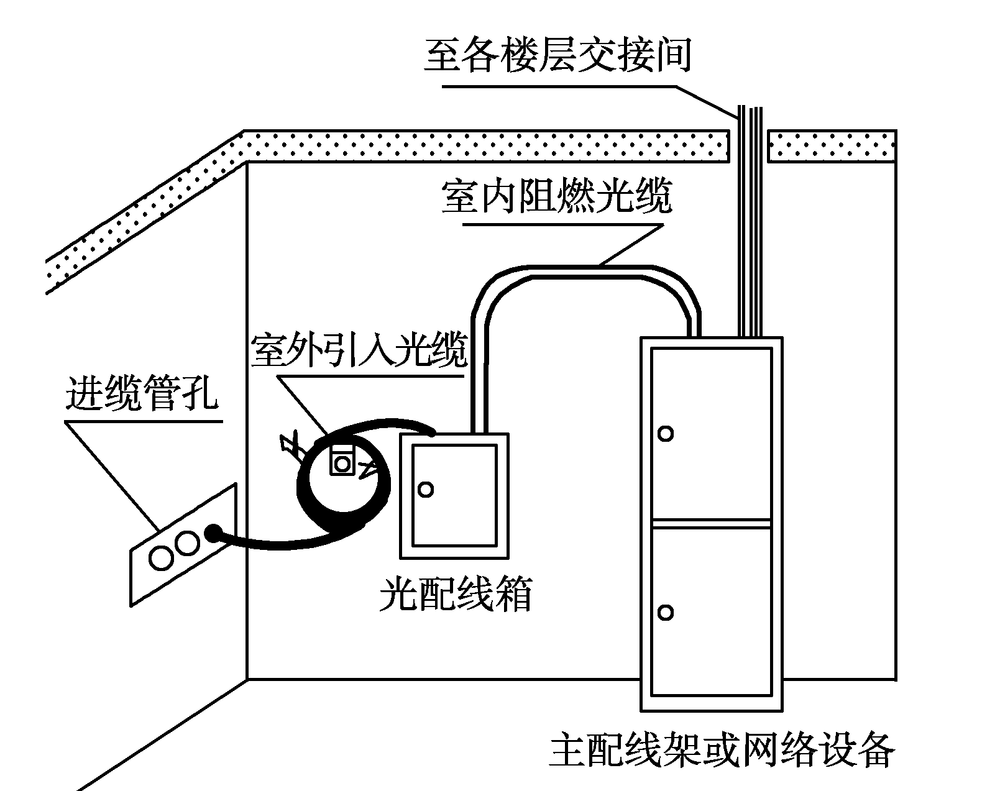 至各楼层交接间
室内阻燃光缆
室外引入光缆
进缆管孔
光配线箱
主配线架或网络设备